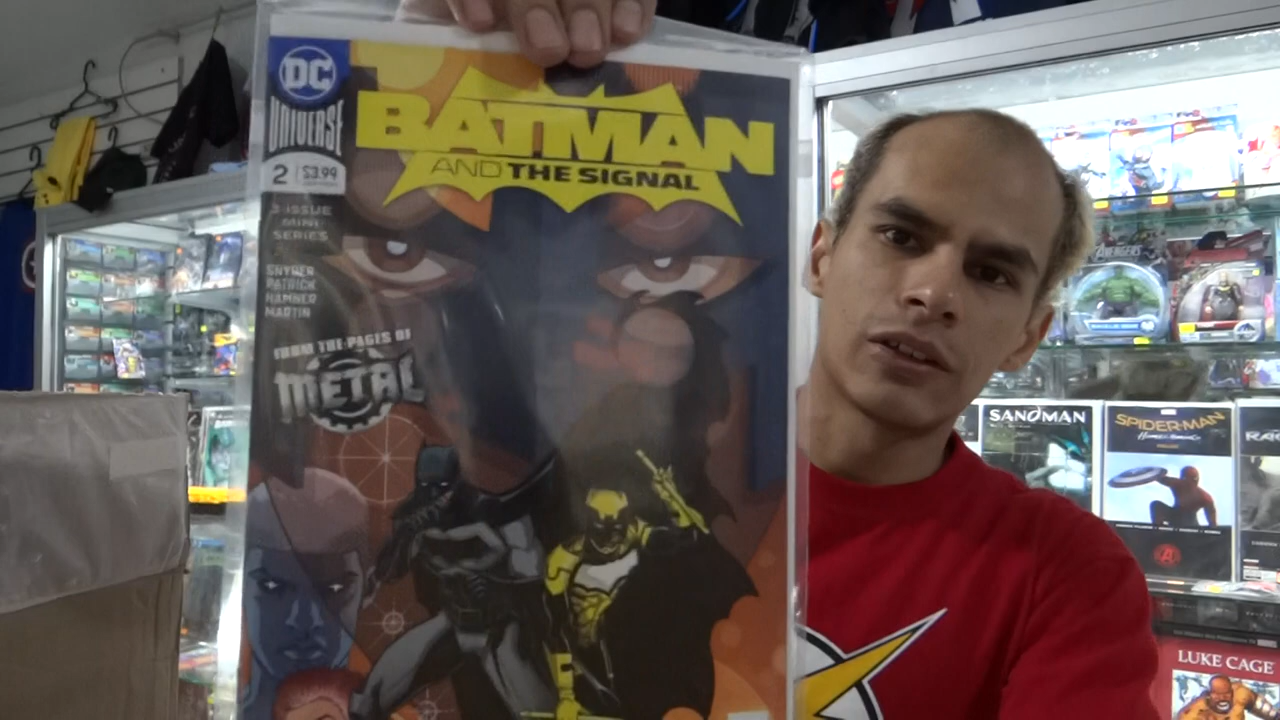 DC
UNIVERSE
2 $3.99
BATMAN
AND THE SIGNAL
3 ISSUE
MINI
SERIES
SNYDER
PATRICK
HAMNER
MARTIN
FROM THE PAGES OF
METAL
AVENGERS
SANDMAN
SPIDER-MAN
LUKE CAGE